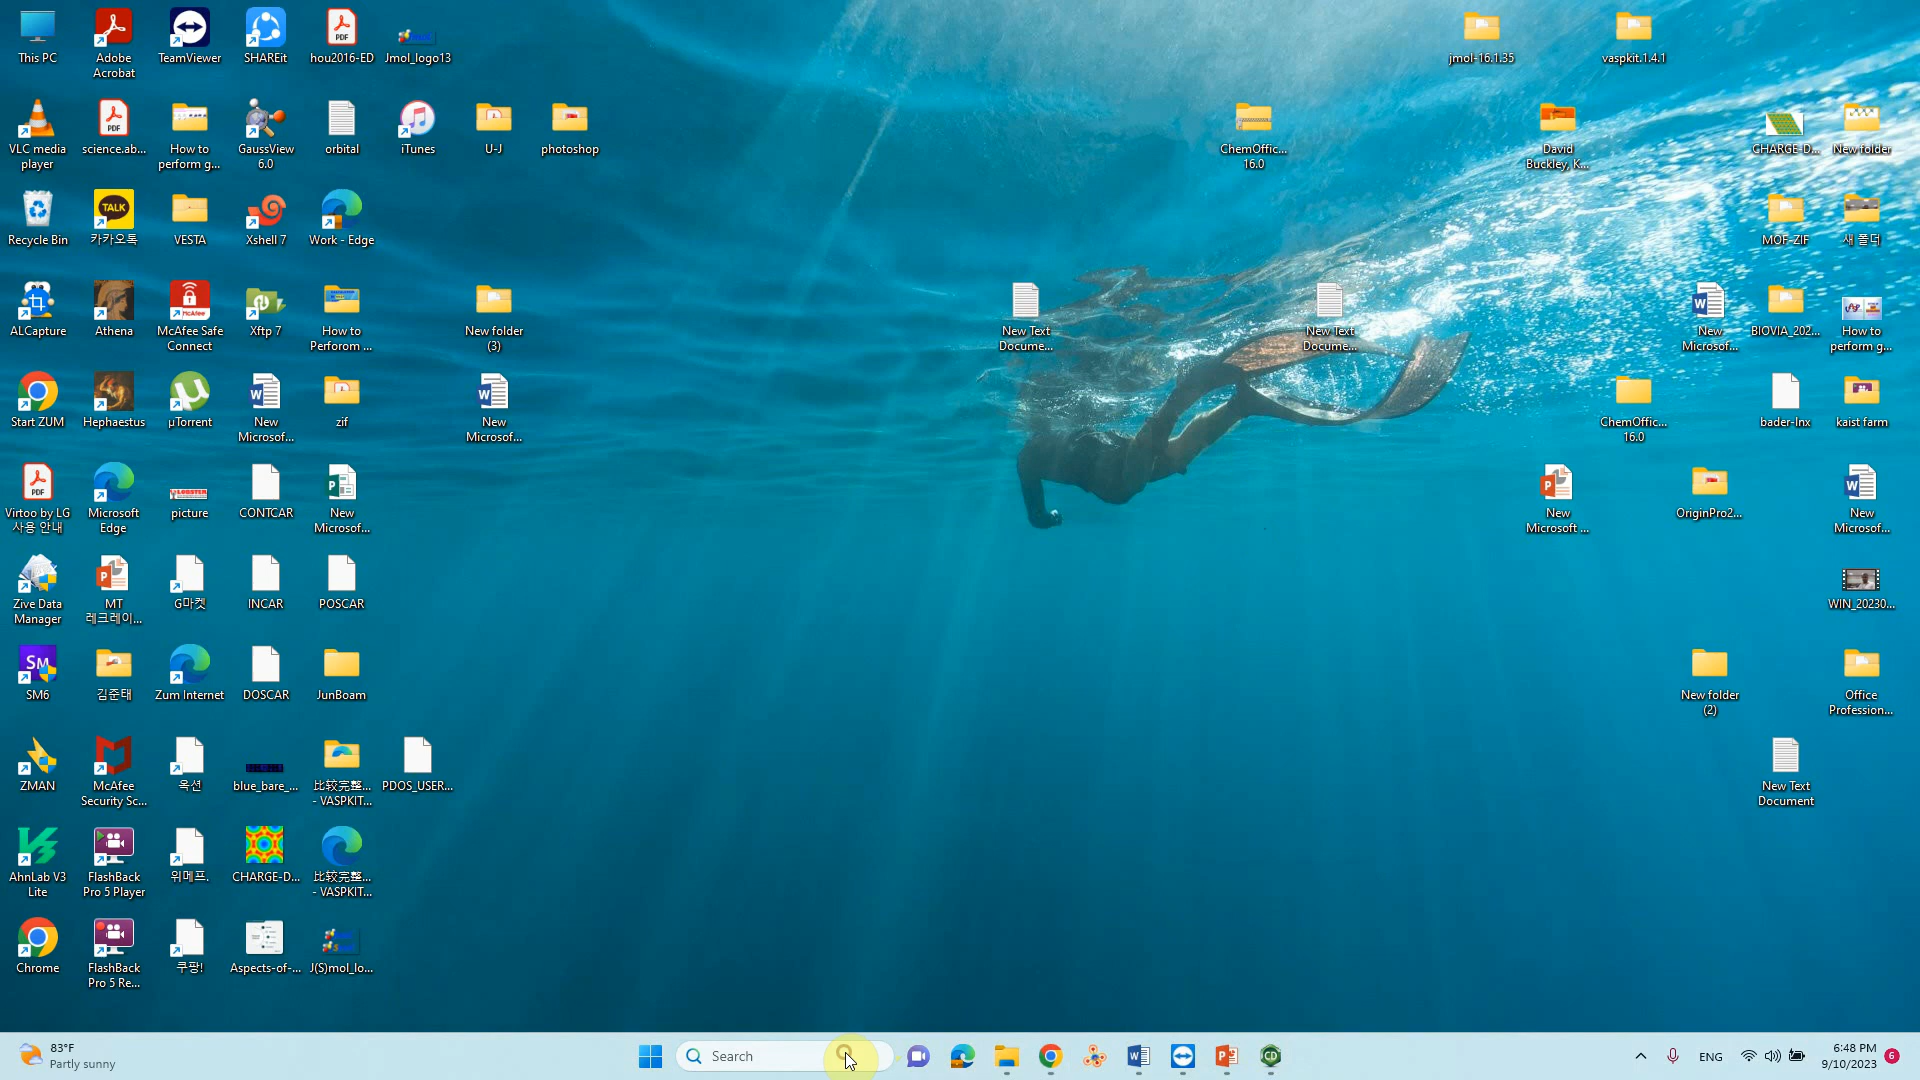 This PC
Adobe
Acrobat
TeamViewer
SHAREit
hou2016-ED
Jmol_logo13
jmol-16.1.35
vaspkit.1.4.1
VLC media
player
science.ab...
How to
perform g...
GaussView
6.0
orbital
iTunes
U-J
photoshop
ChemOffic...
16.0
David
Buckley, K...
CHARGE-D...
New folder
Recycle Bin
TALK
카카오톡
VESTA
Xshell 7
Work - Edge
MOF-ZIF
새 폴더
ALCapture
Athena
McAfee Safe
Connect
Xftp 7
How to
Perforom ...
New folder
(3)
New Text
Docume...
New Text
Docume...
New
Microsof...
BIOVIA_202...
How to
perform g...
Start ZUM
Hephaestus
µTorrent
New
Microsof...
zif
New
Microsof...
ChemOffic...
16.0
bader-lnx
kaist farm
Virtoo by LG
사용 안내
Microsoft
Edge
picture
CONTCAR
New
Microsof...
New
Microsoft ...
OriginPro2...
New
Microsof...
Zive Data
Manager
MT
레크레이...
G마켓
INCAR
POSCAR
WIN_20230...
SM
SM6
김준태
Zum Internet
DOSCAR
JunBoam
New folder
(2)
Office
Profession...
ZMAN
McAfee
Security Sc...
옥션
blue_bare_...
比较完整...
- VASPKIT...
PDOS_USER...
New Text
Document
AhnLab V3
Lite
FlashBack
Pro 5 Player
위메프.
CHARGE-D...
比较完整...
- VASPKIT...
Chrome
FlashBack
Pro 5 Re...
쿠팡!
Aspects-of-...
J(S)mol_lo...
83°F
Partly sunny
Search
ENG
6:48 PM
9/10/2023
6